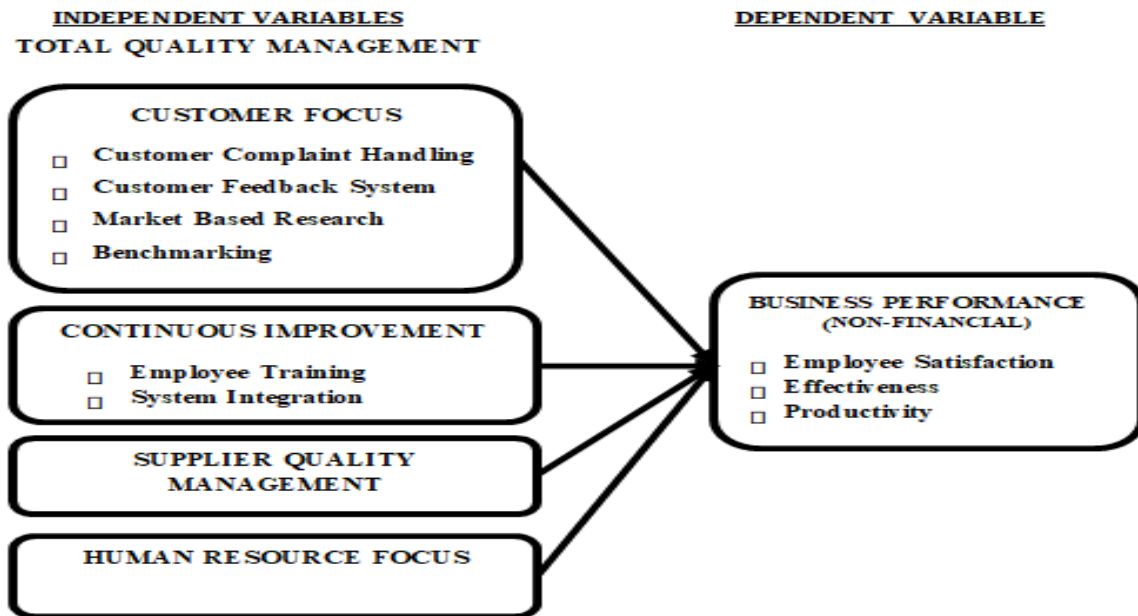 INDEPENDENT VARIABLES
TOTAL QUALITY MANAGEMENT
CUSTOMER FOCUS
Customer Complaint Handling
Customer Feedback System
Market Based Research
Benchmarking
CONTINUOUS IMPROVEMENT
Employee Training
System Integration
SUPPLIER QUALITY
MANAGEMENT
HUMAN RESOURCE FOCUS
DEPENDENT VARIABLE
BUSINESS PERFORMANCE
(NON-FINANCIAL)
Employee Satisfaction
Effectiveness
Productivity